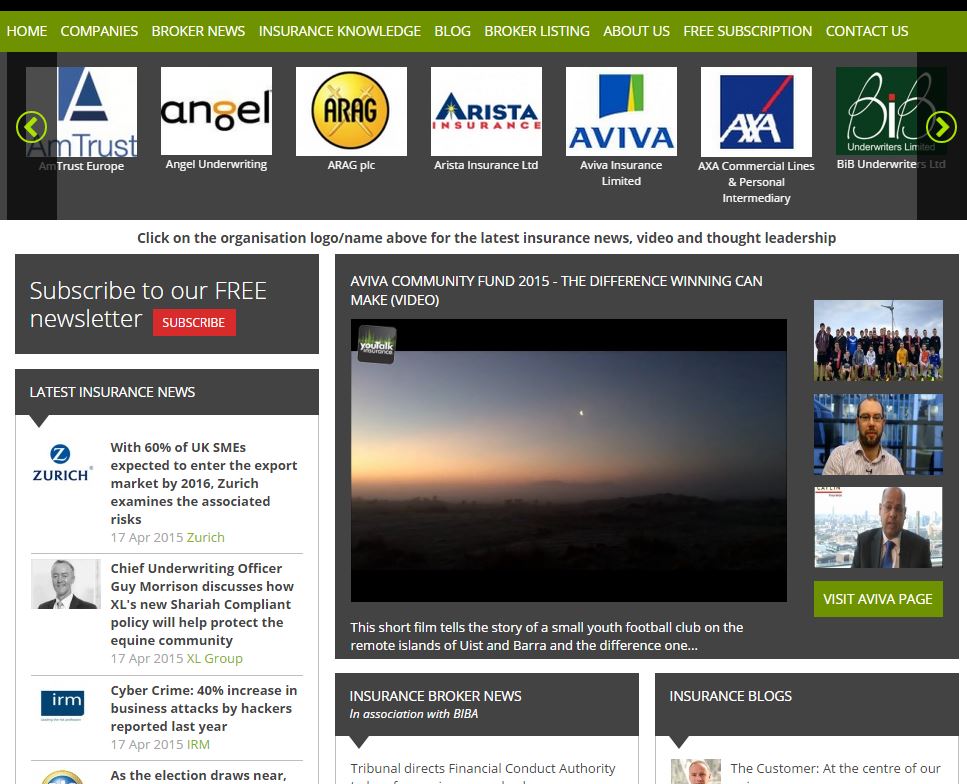 HOME COMPANIES BROKER NEWS INSURANCE KNOWLEDGE BLOG BROKER LISTING ABOUT US FREE SUBSCRIPTION CONTACT US
AmTrust
AmTrust Europe
angel
Angel Underwriting
ARAG
ARAG plc
ARISTA
INSURANCE
Arista Insurance Ltd
AVIVA
Aviva Insurance
Limited
AXA
AXA Commercial Lines
& Personal
Intermediary
BiB
Underwriters Limited
BiB Underwriters Ltd
Click on the organisation logo/name above for the latest insurance news, video and thought leadership
Subscribe to our FREE
newsletter SUBSCRIBE
LATEST INSURANCE NEWS
ZURICH
With 60% of UK SMEs
expected to enter the export
market by 2016, Zurich
examines the associated
risks
17 Apr 2015 Zurich
Chief Underwriting Officer
Guy Morrison discusses how
XL's new Shariah Compliant
policy will help protect the
equine community
17 Apr 2015 XL Group
irm
Cyber Crime: 40% increase in
business attacks by hackers
reported last year
17 Apr 2015 IRM
As the election draws near,
AVIVA COMMUNITY FUND 2015 - THE DIFFERENCE WINNING CAN
MAKE (VIDEO)
youTalk
insurance
CATLIN
VISIT AVIVA PAGE
This short film tells the story of a small youth football club on the
remote islands of Uist and Barra and the difference one...
INSURANCE BROKER NEWS
In association with BIBA
Tribunal directs Financial Conduct Authority
INSURANCE BLOGS
The Customer: At the centre of our